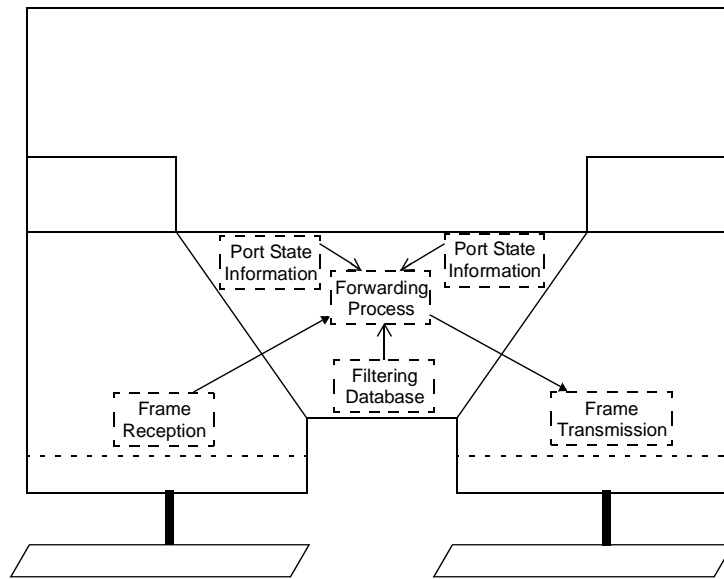 Port State
Information
Port State
Information
Forwarding
Process
Filtering
Database
Frame
Reception
Frame
Transmission